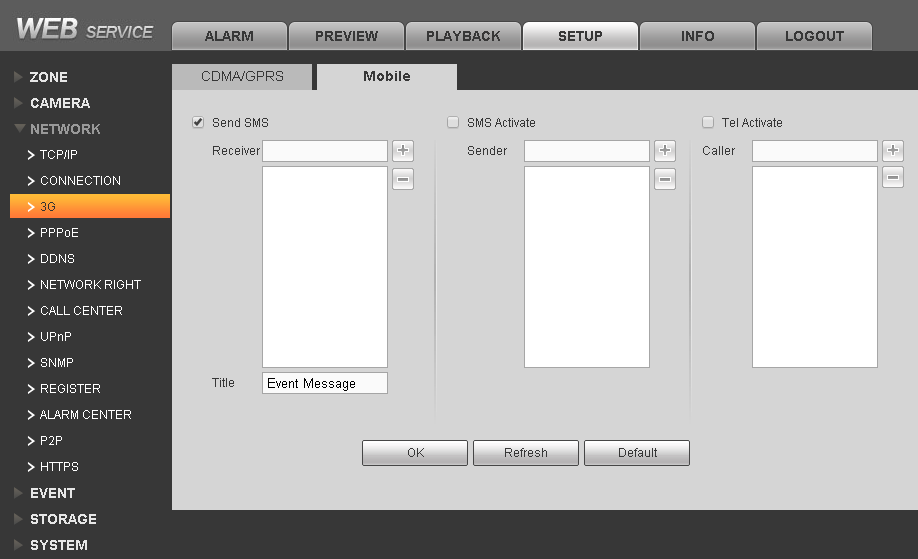 WEB SERVICE
ALARM
PREVIEW
PLAYBACK
SETUP
INFO
LOGOUT
ZONE
CAMERA
NETWORK
TCP/IP
CONNECTION
3G
PPPoE
DDNS
NETWORK RIGHT
CALL CENTER
UPnP
SNMP
REGISTER
ALARM CENTER
P2P
HTTPS
EVENT
STORAGE
SYSTEM
CDMA/GPRS
Mobile
Send SMS
Receiver
Title
Event Message
SMS Activate
Sender
Tel Activate
Caller
OK
Refresh
Default